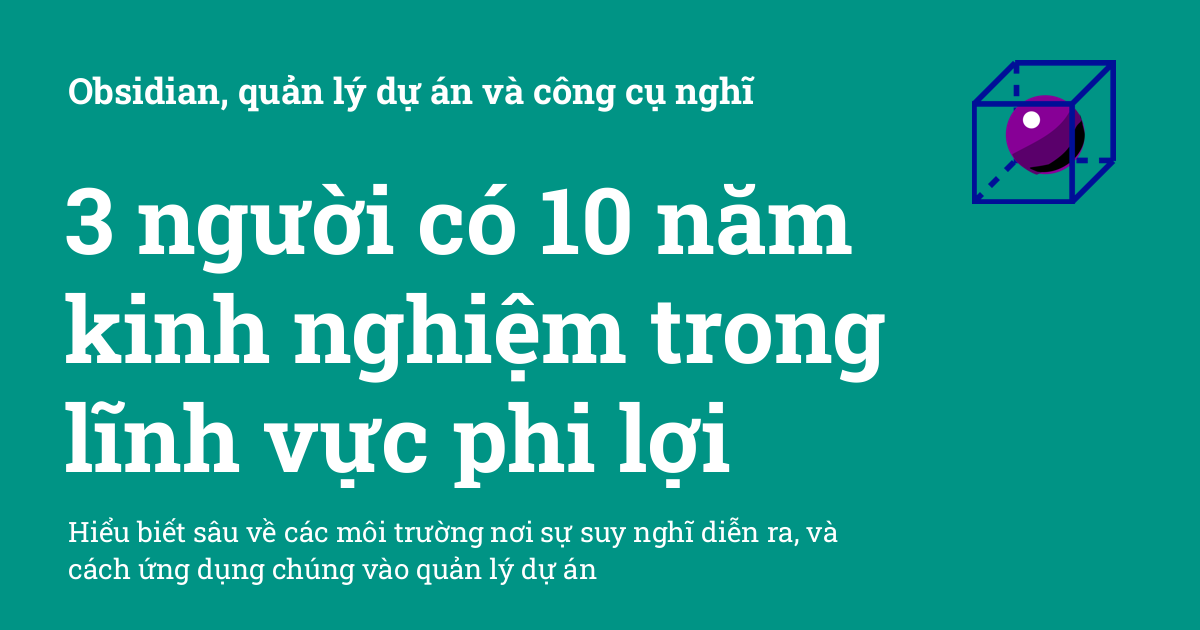 Obsidian, quản lý dự án và công cụ nghĩ
3 người có 10 năm
kinh nghiệm trong
lĩnh vực phi lợi
Hiểu biết sâu về các môi trường nơi sự suy nghĩ diễn ra, và
cách ứng dụng chúng vào quản lý dự án